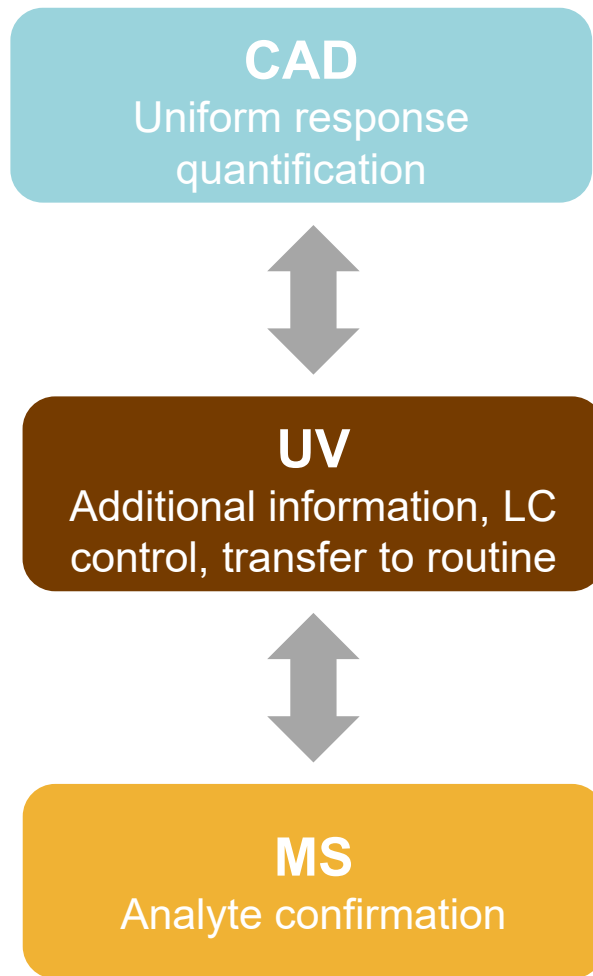 CAD
Uniform response
quantification
UV
Additional information, LC
control, transfer to routine
MS
Analyte confirmation